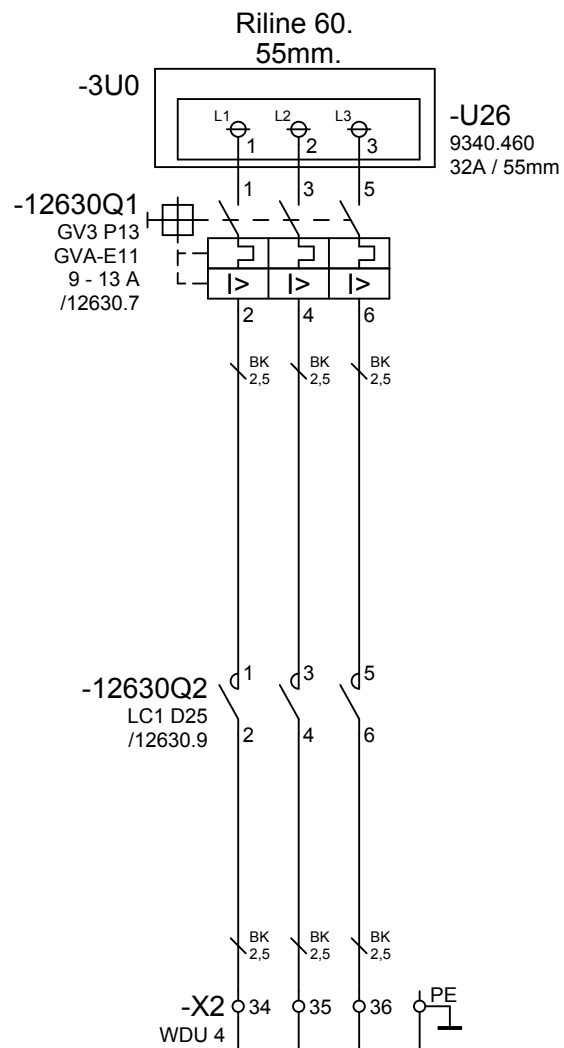 Riline 60.
55mm.
-3U0
L1 L2 L3
1 2 3
-U26
9340.460
32A / 55mm
1 3 5
-12630Q1
GV3 P13
GVA-E11
9 - 13 A
/12630.7
I> I> I>
2 4 6
BK BK BK
2,5 2,5 2,5
1 3 5
-12630Q2
LC1 D25
/12630.9
2 4 6
BK BK BK
2,5 2,5 2,5
-X2 34 35 36 PE
WDU 4